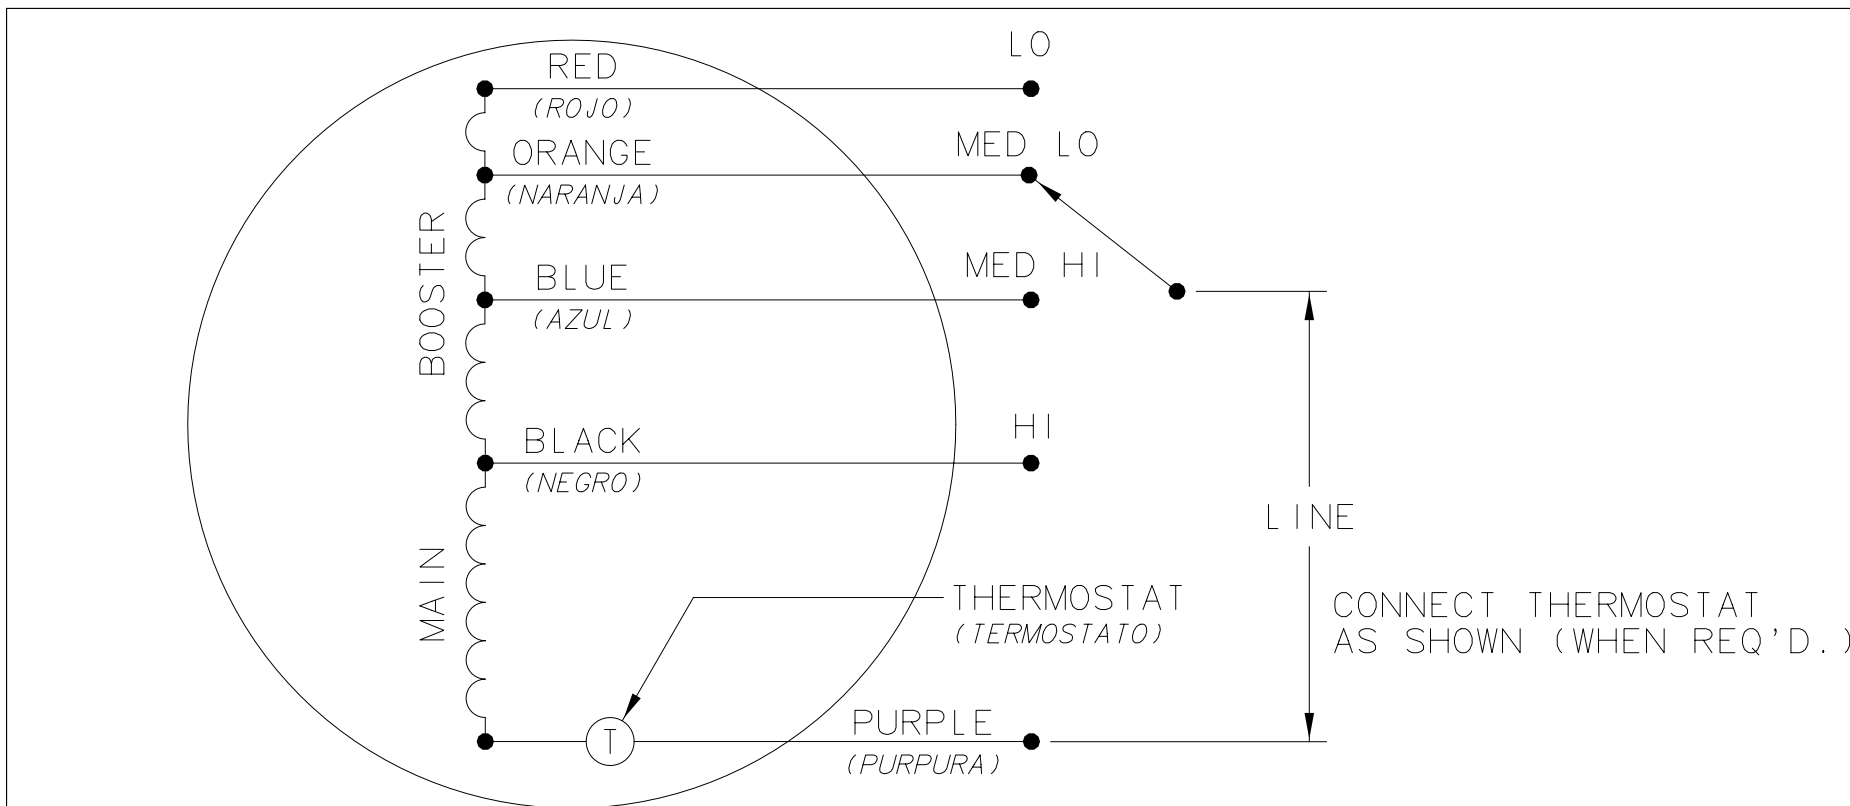 LO
RED
(ROJO)
MED LO
ORANGE
(NARANJA)
MED HI
BLUE
(AZUL)
BOOSTER
HI
BLACK
(NEGRO)
LINE
MAIN
THERMOSTAT
(TERMOSTATO)
CONNECT THERMOSTAT
AS SHOWN (WHEN REQ'D.)
T
PURPLE
(PURPURA)